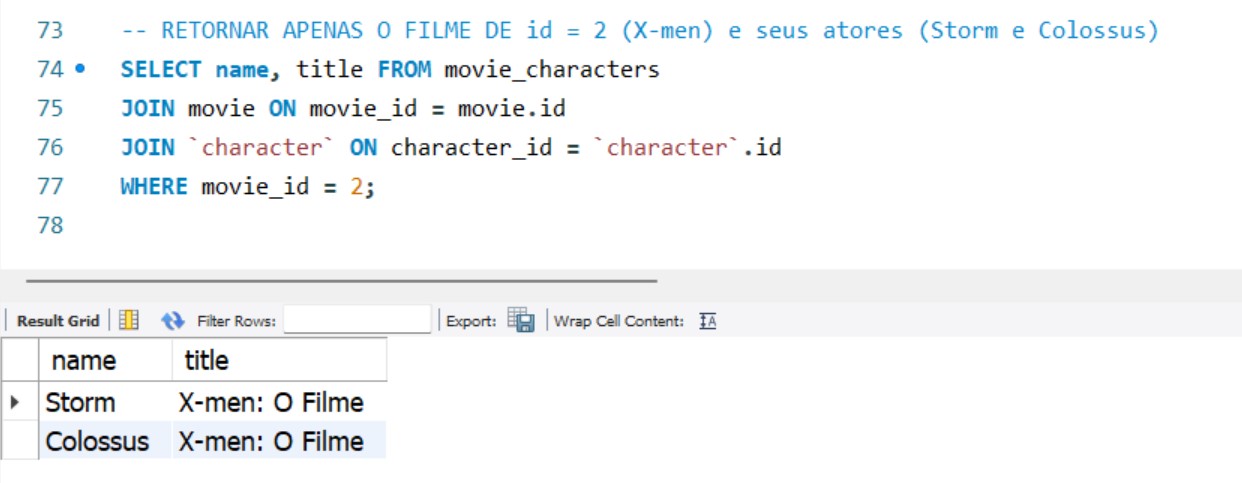 73 -- RETORNAR APENAS O FILME DE id = 2 (X-men) e seus atores (Storm e Colossus)
74 SELECT name, title FROM movie_characters
75 JOIN movie ON movie_id = movie.id
76 JOIN `character` ON character_id = `character`.id
77 WHERE movie_id = 2;
78
Result Grid Filter Rows: Export: Wrap Cell Content: IA
name title
Storm X-men: O Filme
Colossus X-men: O Filme